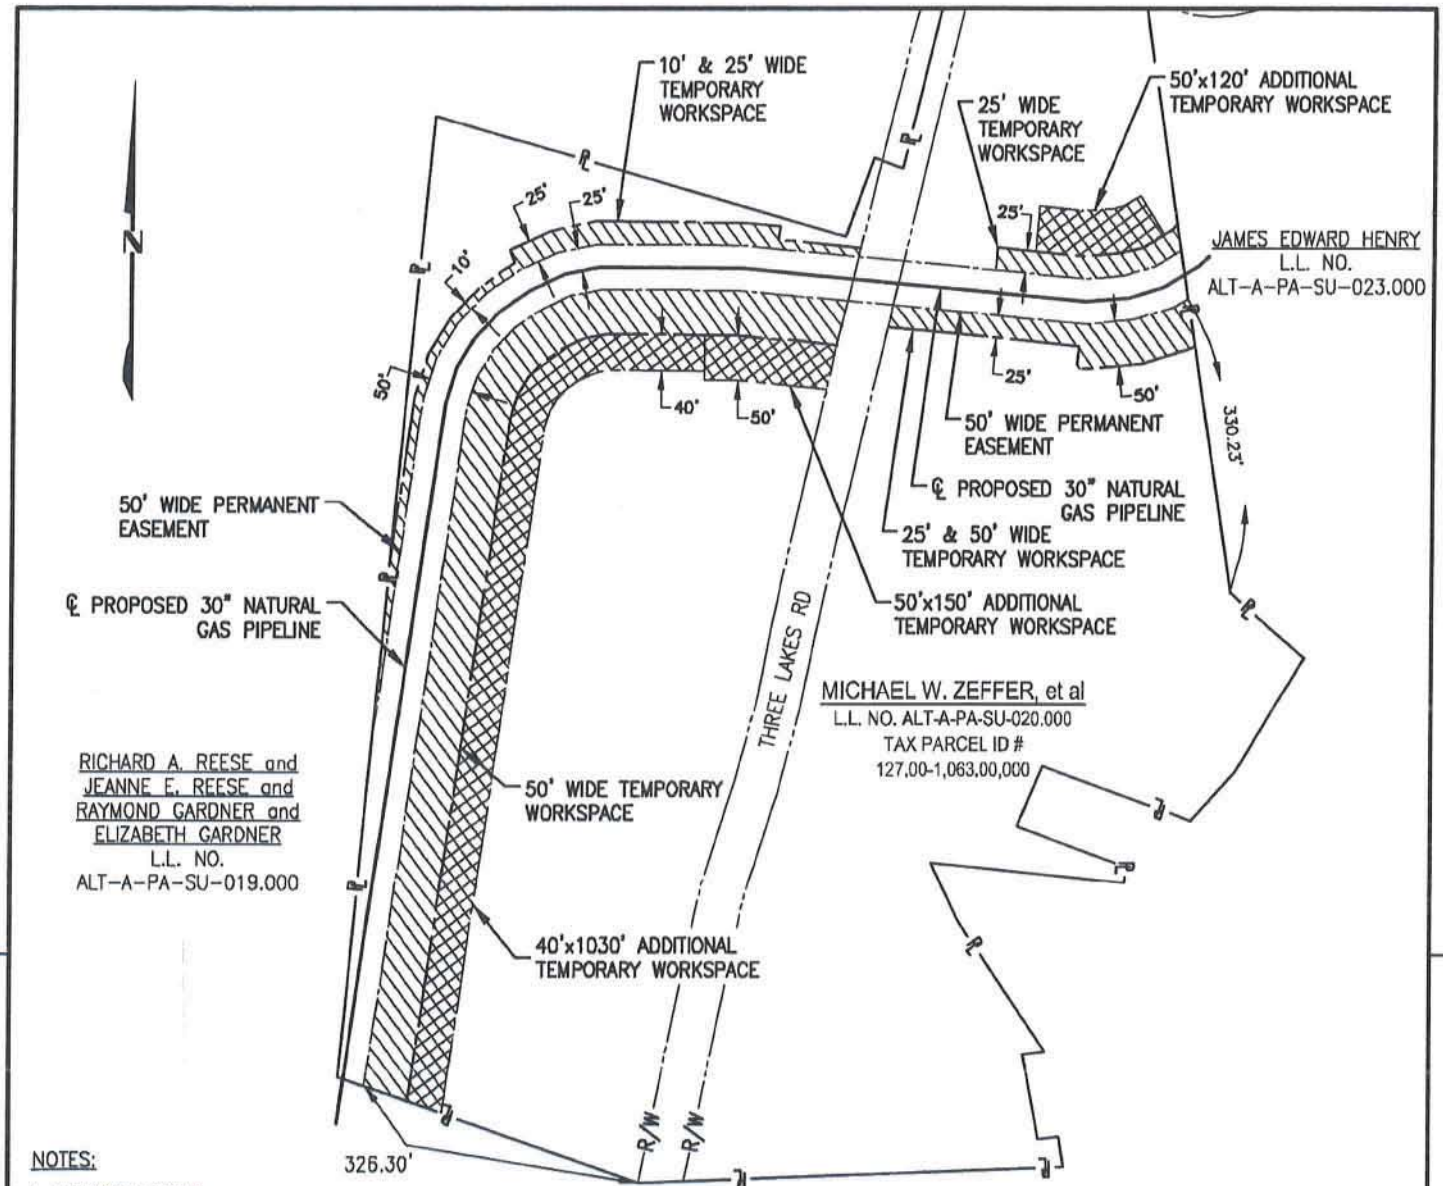 10' & 25' WIDE
TEMPORARY
WORKSPACE
50'x120' ADDITIONAL
TEMPORARY WORKSPACE
25' WIDE
TEMPORARY
WORKSPACE
N
25'
25'
25'
10'
JAMES EDWARD HENRY
L.L. NO.
ALT-A-PA-SU-023.000
50'
40'
50'
25'
50'
330.23'
50' WIDE PERMANENT
EASEMENT
50' WIDE PERMANENT
EASEMENT
℄ PROPOSED 30" NATURAL
GAS PIPELINE
25' & 50' WIDE
TEMPORARY WORKSPACE
℄ PROPOSED 30" NATURAL
GAS PIPELINE
50'x150' ADDITIONAL
TEMPORARY WORKSPACE
THREE LAKES RD
MICHAEL W. ZEFFER, et al
L.L. NO. ALT-A-PA-SU-020.000
TAX PARCEL ID #
127.00-1,063.00,000
RICHARD A. REESE and
JEANNE E. REESE and
RAYMOND GARDNER and
ELIZABETH GARDNER
L.L. NO.
ALT-A-PA-SU-019.000
50' WIDE TEMPORARY
WORKSPACE
40'x1030' ADDITIONAL
TEMPORARY WORKSPACE
R/W
R/W
326.30'
NOTES: